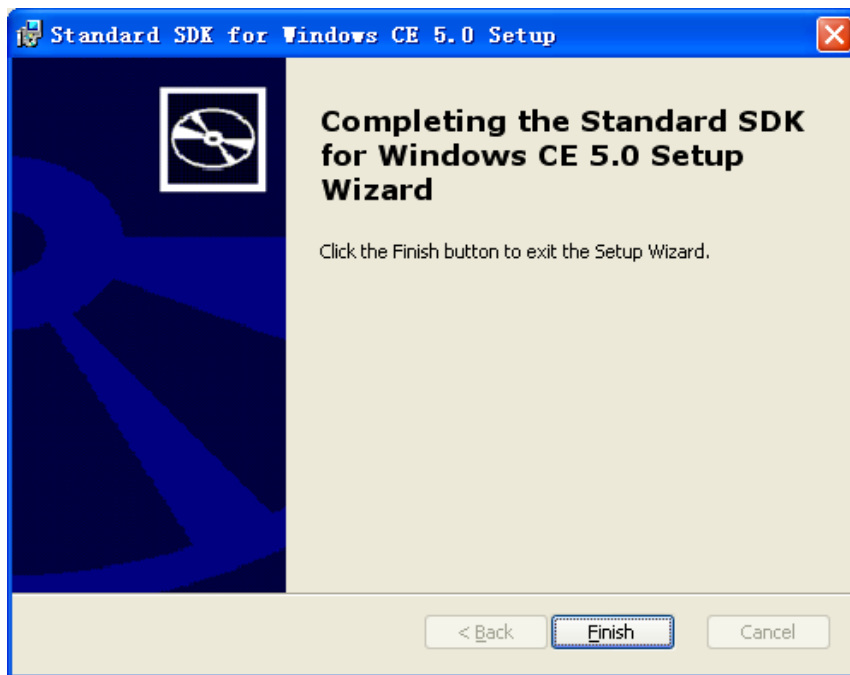 Standard SDK for Windows CE 5.0 Setup
Completing the Standard SDK
for Windows CE 5.0 Setup
Wizard
Click the Finish button to exit the Setup Wizard.
< Back
Finish
Cancel